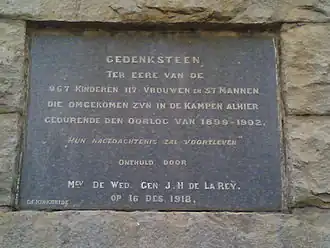 GEDENKSTEEN
TER EERE VAN DE
967 KINDEREN 117 VROUWEN EN 57 MANNEN
DIE OMGEKOMEN ZYN IN DE KAMPEN ALHIER
GEDURENDE DEN OORLOG VAN 1899-1902.
"HUN NAGEDACHTENIS ZAL VOORTLEVEN"
ONTHULD DOOR
MEV DE WED. GEN J. H DE LA REY.
OP 16 DES. 1918.